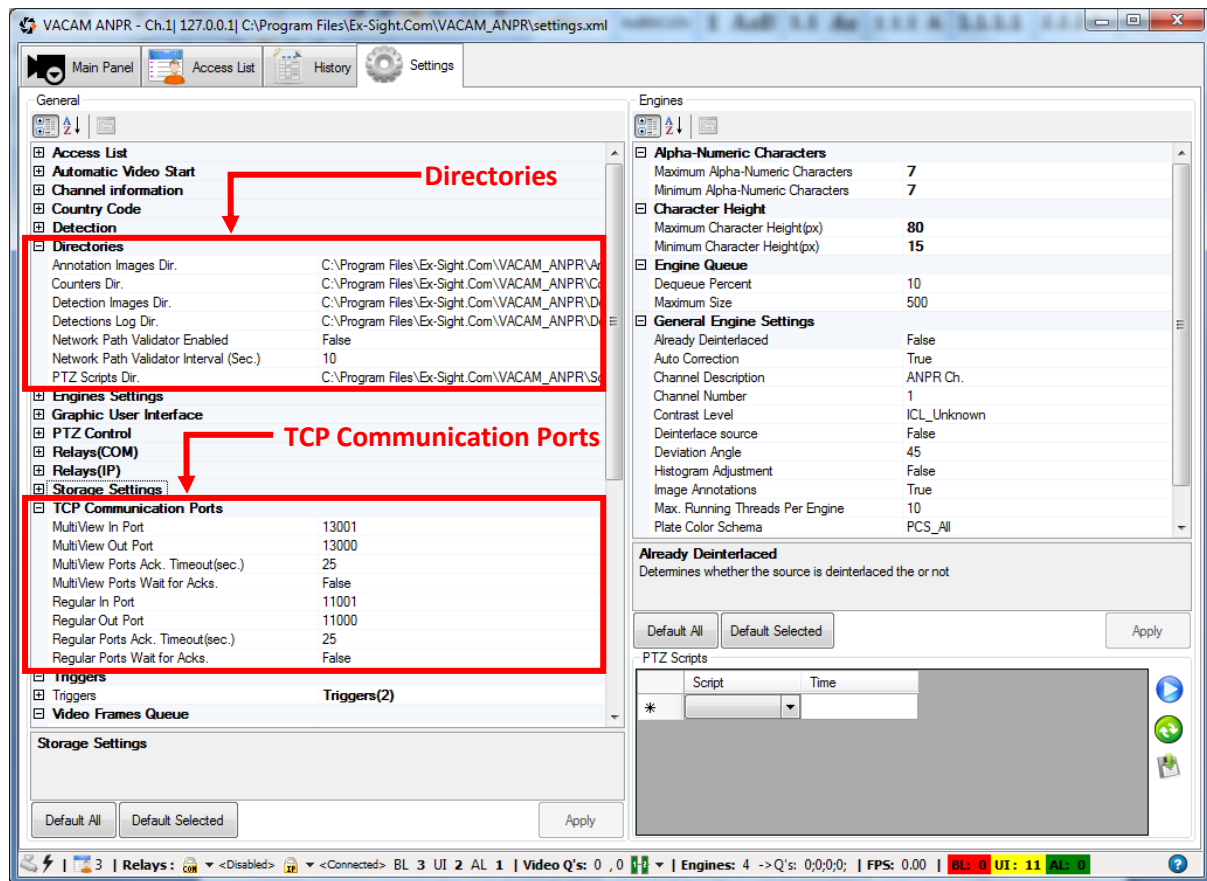 VACAM ANPR - Ch.1| 127.0.0.1| C:\Program Files\Ex-Sight.Com\VACAM_ANPR\settings.xml
Main Panel Access List History Settings
General
Access List
Automatic Video Start
Channel information
Country Code
Detection
Directories
Directories
Annotation Images Dir. C:\Program Files\Ex-Sight.Com\VACAM_ANPR\An
Counters Dir. C:\Program Files\Ex-Sight.Com\VACAM_ANPR\Co
Detection Images Dir. C:\Program Files\Ex-Sight.Com\VACAM_ANPR\De
Detections Log Dir. C:\Program Files\Ex-Sight.Com\VACAM_ANPR\De
Network Path Validator Enabled False
Network Path Validator Interval (Sec.) 10
PTZ Scripts Dir. C:\Program Files\Ex-Sight.Com\VACAM_ANPR\Sc
Engines Settings
Graphic User Interface
PTZ Control
TCP Communication Ports
Relays(COM)
Relays(IP)
Storage Settings
TCP Communication Ports
MultiView In Port 13001
MultiView Out Port 13000
MultiView Ports Ack. Timeout(sec.) 25
MultiView Ports Wait for Acks. False
Regular In Port 11001
Regular Out Port 11000
Regular Ports Ack. Timeout(sec.) 25
Regular Ports Wait for Acks. False
Triggers
Triggers Triggers(2)
Video Frames Queue
Storage Settings
Default All Default Selected Apply
Engines
Alpha-Numeric Characters
Maximum Alpha-Numeric Characters 7
Minimum Alpha-Numeric Characters 7
Character Height
Maximum Character Height(px) 80
Minimum Character Height(px) 15
Engine Queue
Dequeue Percent 10
Maximum Size 500
General Engine Settings
Already Deinterlaced False
Auto Correction True
Channel Description ANPR Ch.
Channel Number 1
Contrast Level ICL_Unknown
Deinterlace source False
Deviation Angle 45
Histogram Adjustment False
Image Annotations True
Max. Running Threads Per Engine 10
Plate Color Schema PCS_All
Already Deinterlaced
Determines whether the source is deinterlaced the or not
Default All Default Selected Apply
PTZ Scripts
Script Time
3 | Relays: <Disabled> <Connected> BL 3 UI 2 AL 1 | Video Q's: 0 ,0 | Engines: 4 ->Q's: 0;0;0;0; | FPS: 0.00 | BL: 0 UI: 11 AL: 0